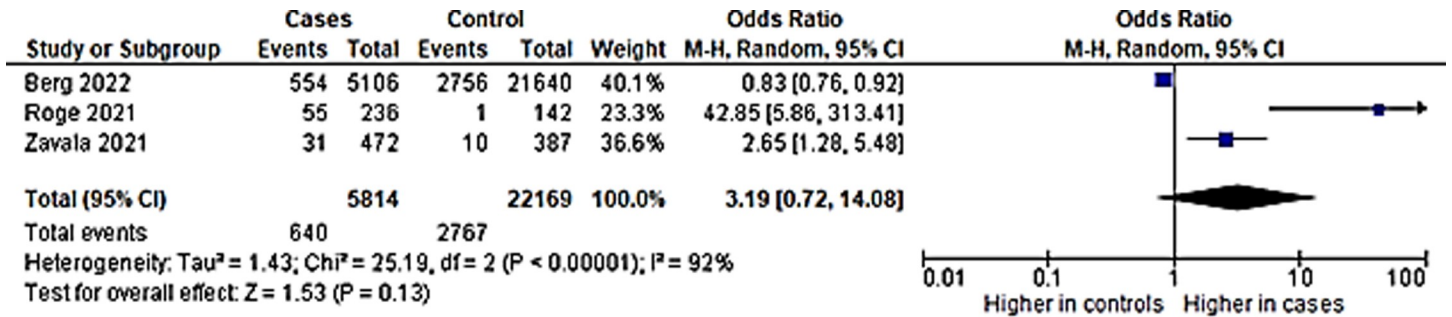 Cases Control Odds Ratio Odds Ratio
Study or Subgroup Events Total Events Total Weight M-H, Random, 95% CI M-H, Random, 95% CI
Berg 2022 554 5106 2756 21640 40.1% 0.83 [0.76, 0.92]
Roge 2021 55 236 1 142 23.3% 42.85 [5.86, 313.41]
Zavala 2021 31 472 10 387 36.6% 2.65 [1.28, 5.48]
Total (95% CI) 5814 22169 100.0% 3.19 [0.72, 14.08]
Total events 640 2767
Heterogeneity: Tau² = 1.43; Chi² = 25.19, df = 2 (P < 0.00001); I² = 92%
Test for overall effect: Z = 1.53 (P = 0.13)
0.01 0.1 1 10 100
Higher in controls Higher in cases